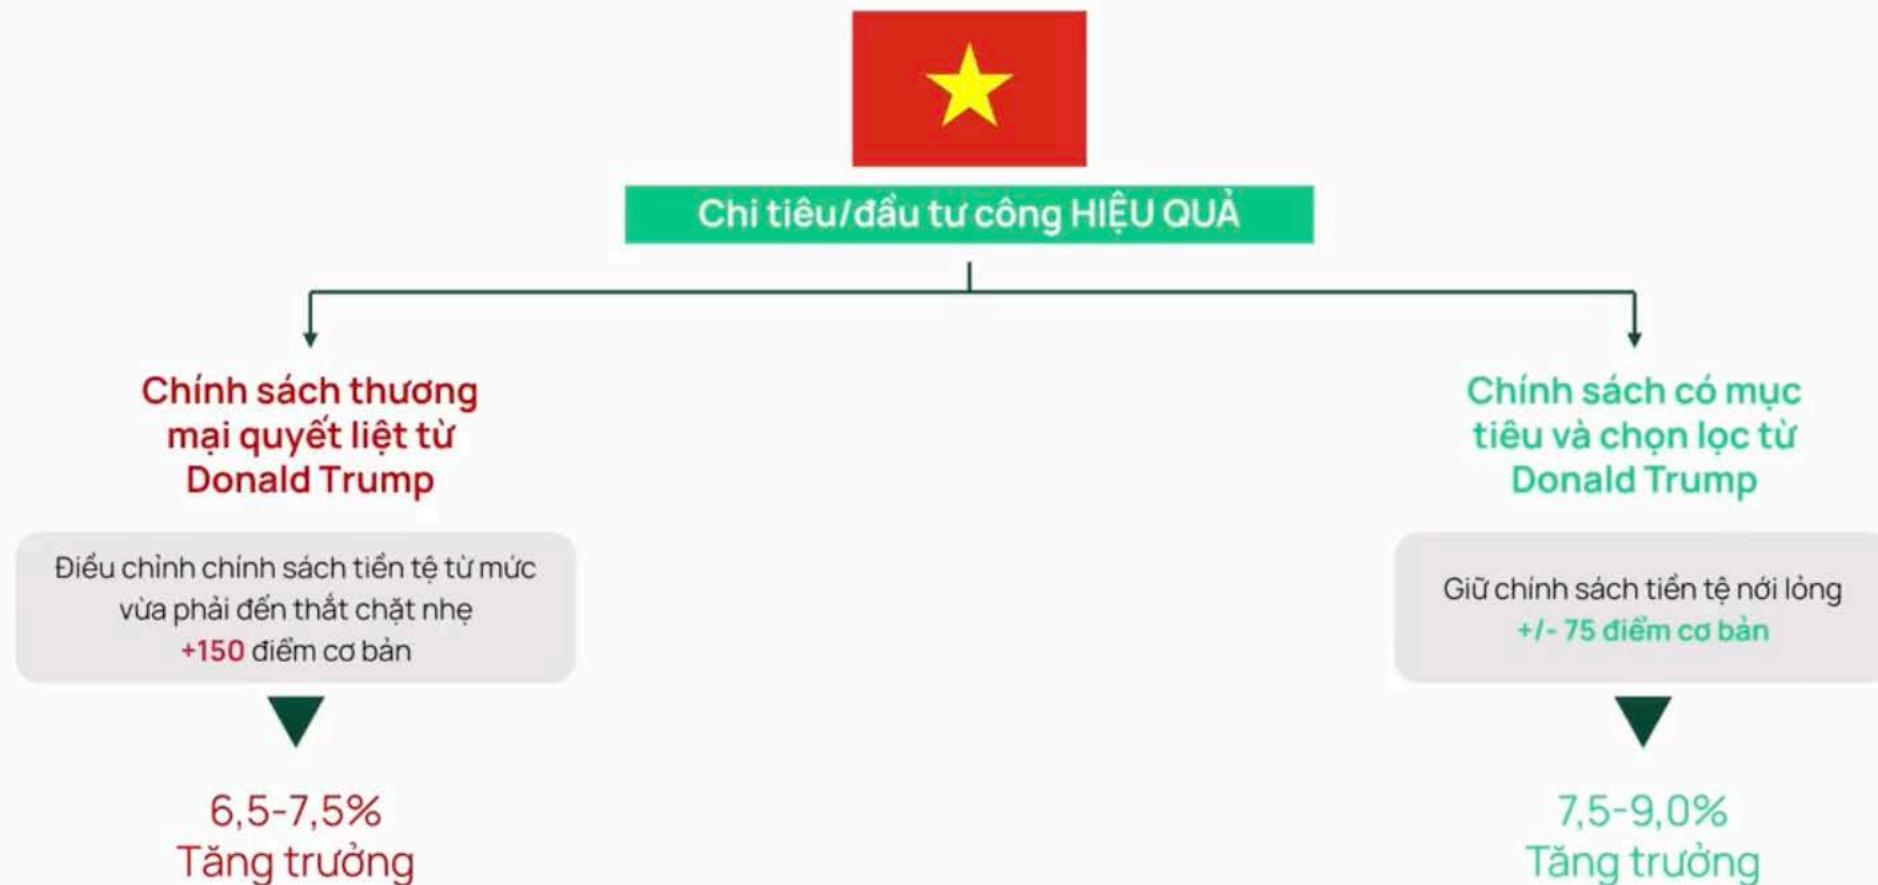 Chi tiêu/đầu tư công HIỆU QUẢ
Chính sách thương
mại quyết liệt từ
Donald Trump
Điều chỉnh chính sách tiền tệ từ mức
vừa phải đến thắt chặt nhẹ
+150 điểm cơ bản
6,5-7,5%
Tăng trưởng
Chính sách có mục
tiêu và chọn lọc từ
Donald Trump
Giữ chính sách tiền tệ nới lỏng
+/- 75 điểm cơ bản
7,5-9,0%
Tăng trưởng